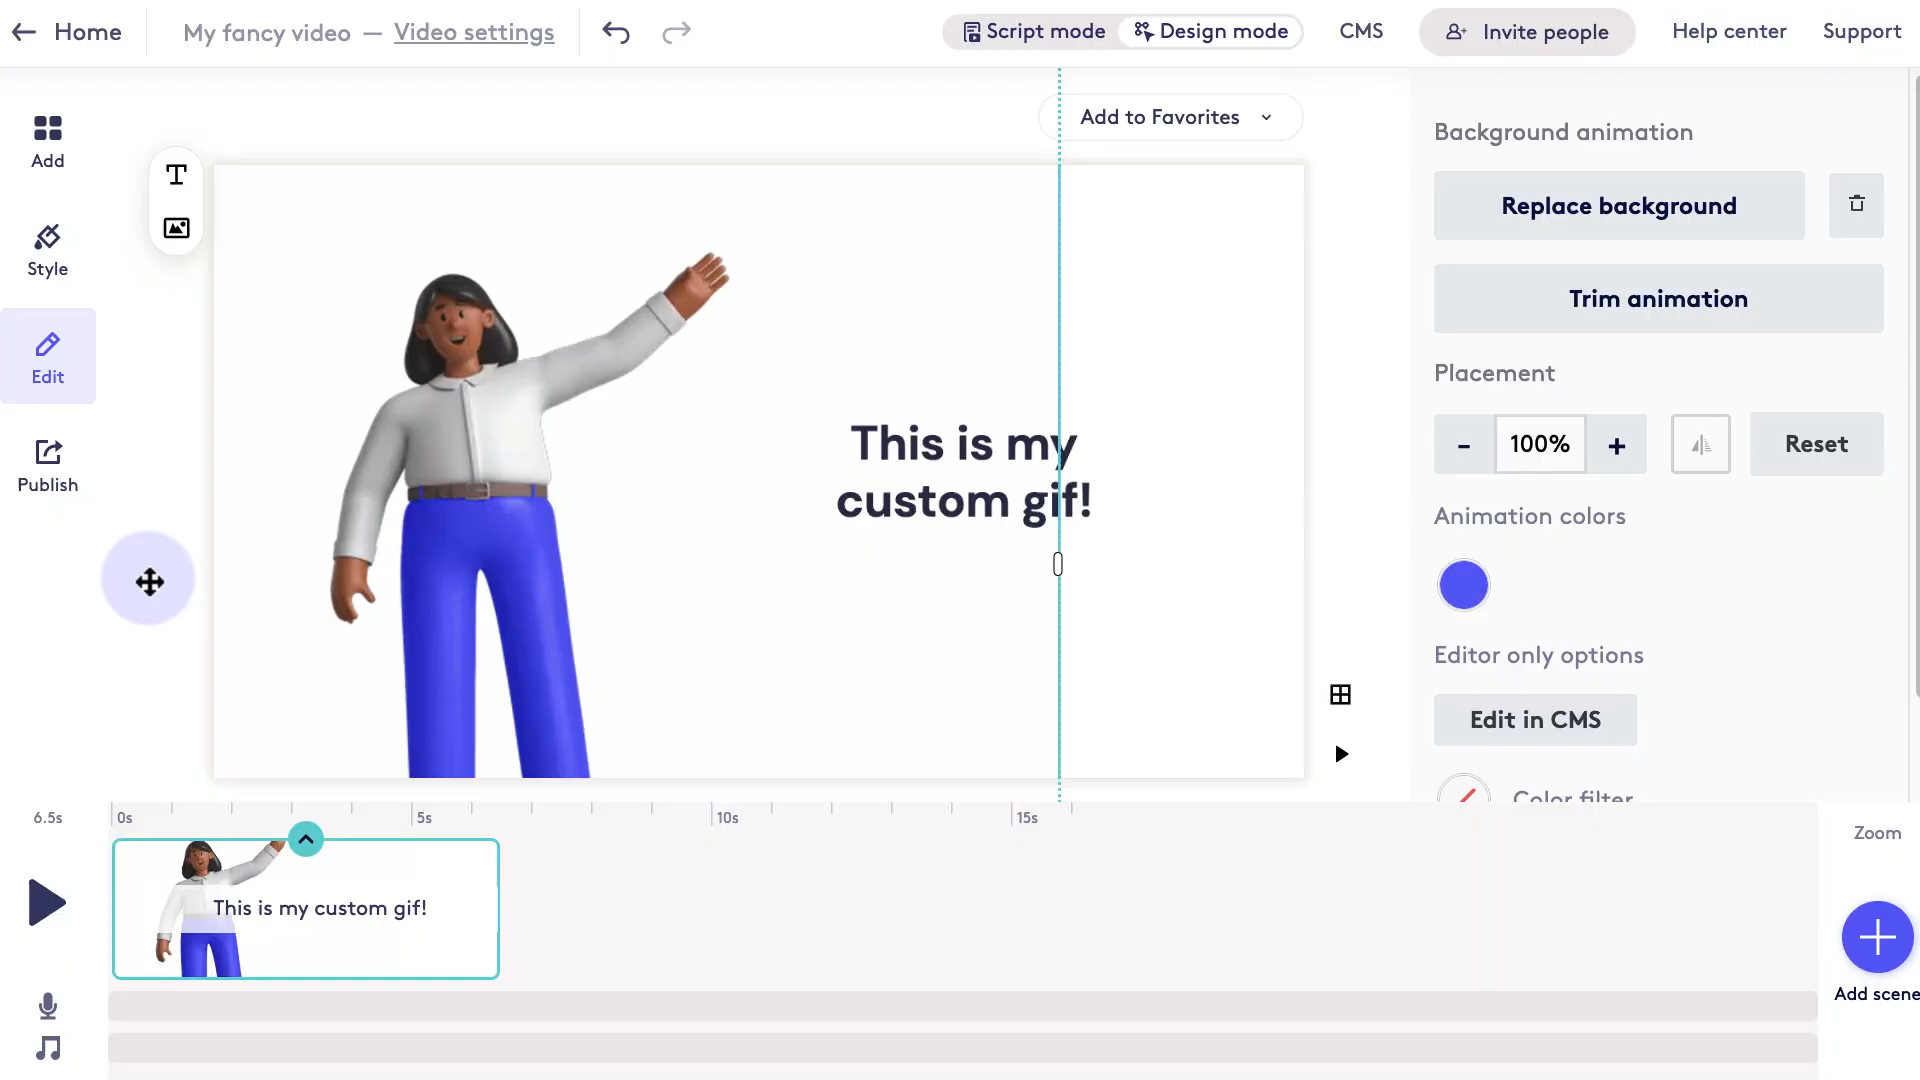 Home
My fancy video — Video settings
Script mode
Design mode
CMS
Invite people
Help center
Support
Add
Style
Edit
Publish
Add to Favorites
This is my
custom gif!
Background animation
Replace background
Trim animation
Placement
- 100% +
Reset
Animation colors
Editor only options
Edit in CMS
Color filter
6.5s
0s
5s
10s
15s
This is my custom gif!
Zoom
Add scene